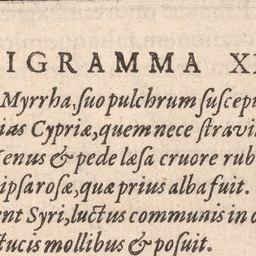 IGRAMMA XI
Myrrha, suo pulchrum suscepi
ias Cypriæ, quem nece stravi
Venus & pede læsa cruore rub
ipsa rosæ, quæ prius alba fuit.
ent Syri, luctus communis in o
tucis mollibus & posuit.